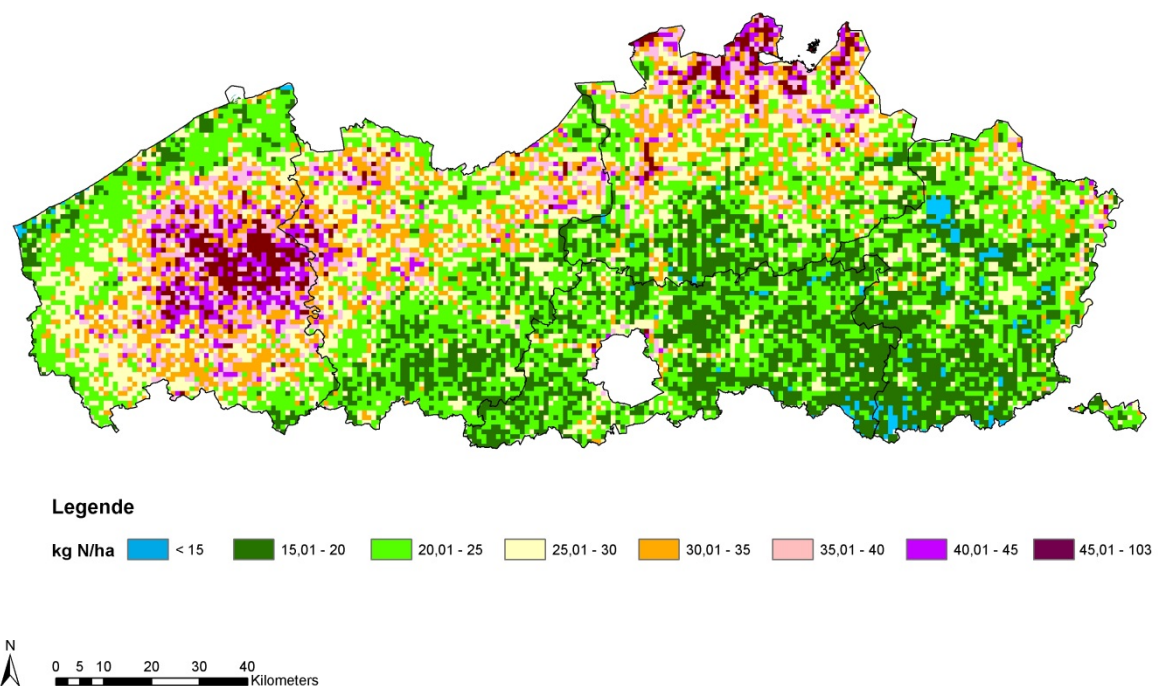 Legende
kg N/ha < 15 15,01 - 20 20,01 - 25 25,01 - 30 30,01 - 35 35,01 - 40 40,01 - 45 45,01 - 103
N
0 5 10 20 30 40
Kilometers